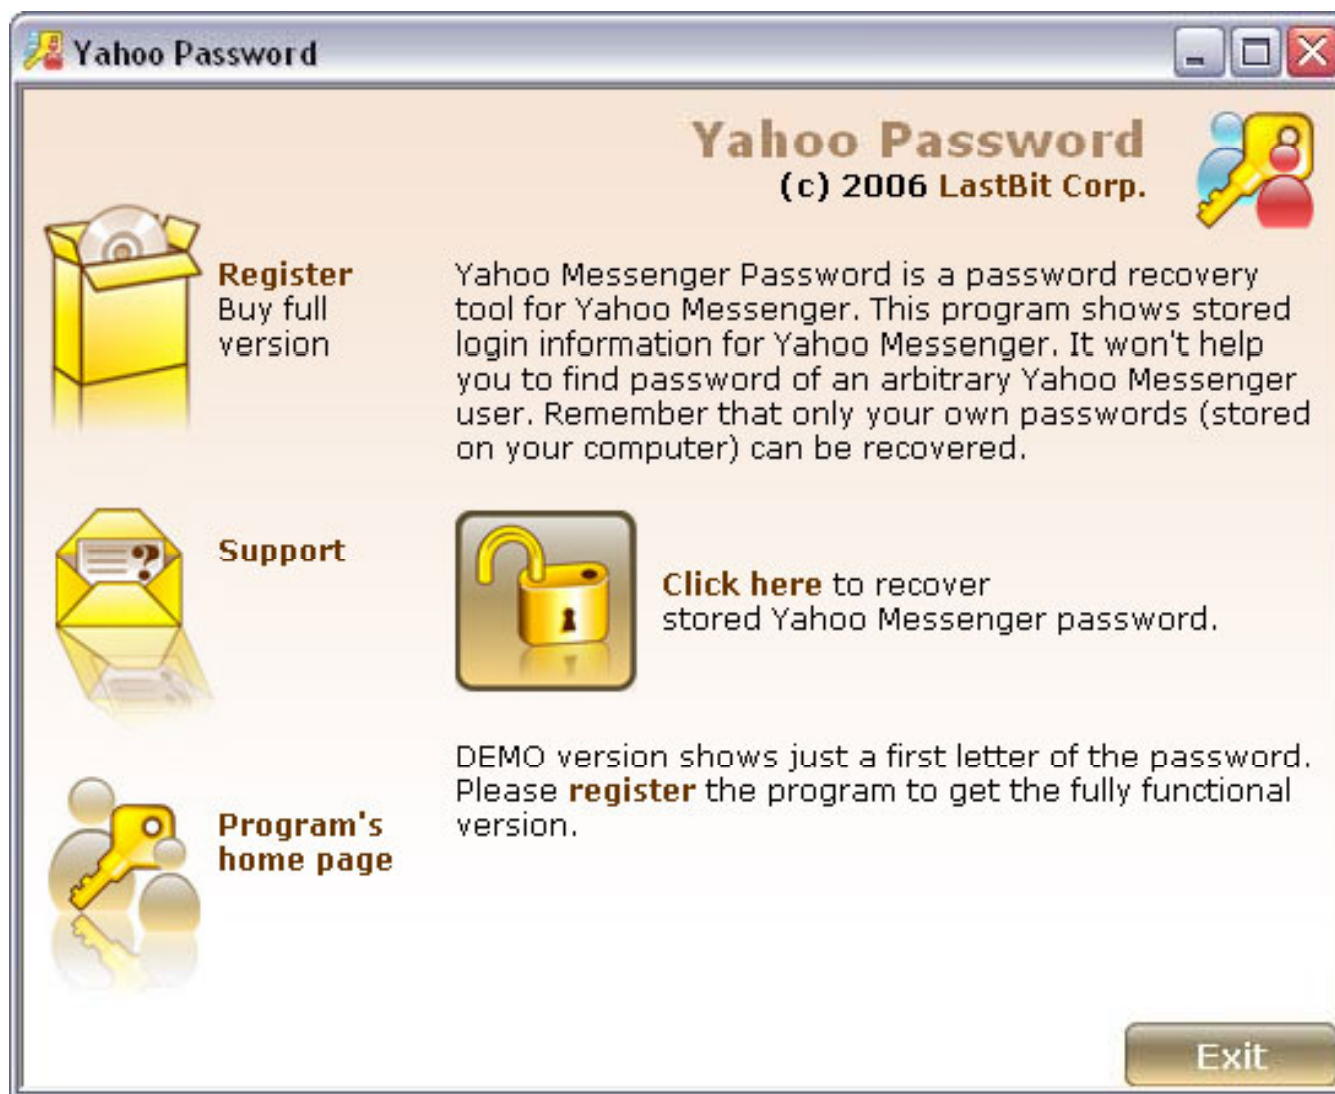 Yahoo Password
Yahoo Password
(c) 2006 LastBit Corp.
Register
Buy full
version
Yahoo Messenger Password is a password recovery
tool for Yahoo Messenger. This program shows stored
login information for Yahoo Messenger. It won't help
you to find password of an arbitrary Yahoo Messenger
user. Remember that only your own passwords (stored
on your computer) can be recovered.
Support
Click here to recover
stored Yahoo Messenger password.
Program's
home page
DEMO version shows just a first letter of the password.
Please register the program to get the fully functional
version.
Exit